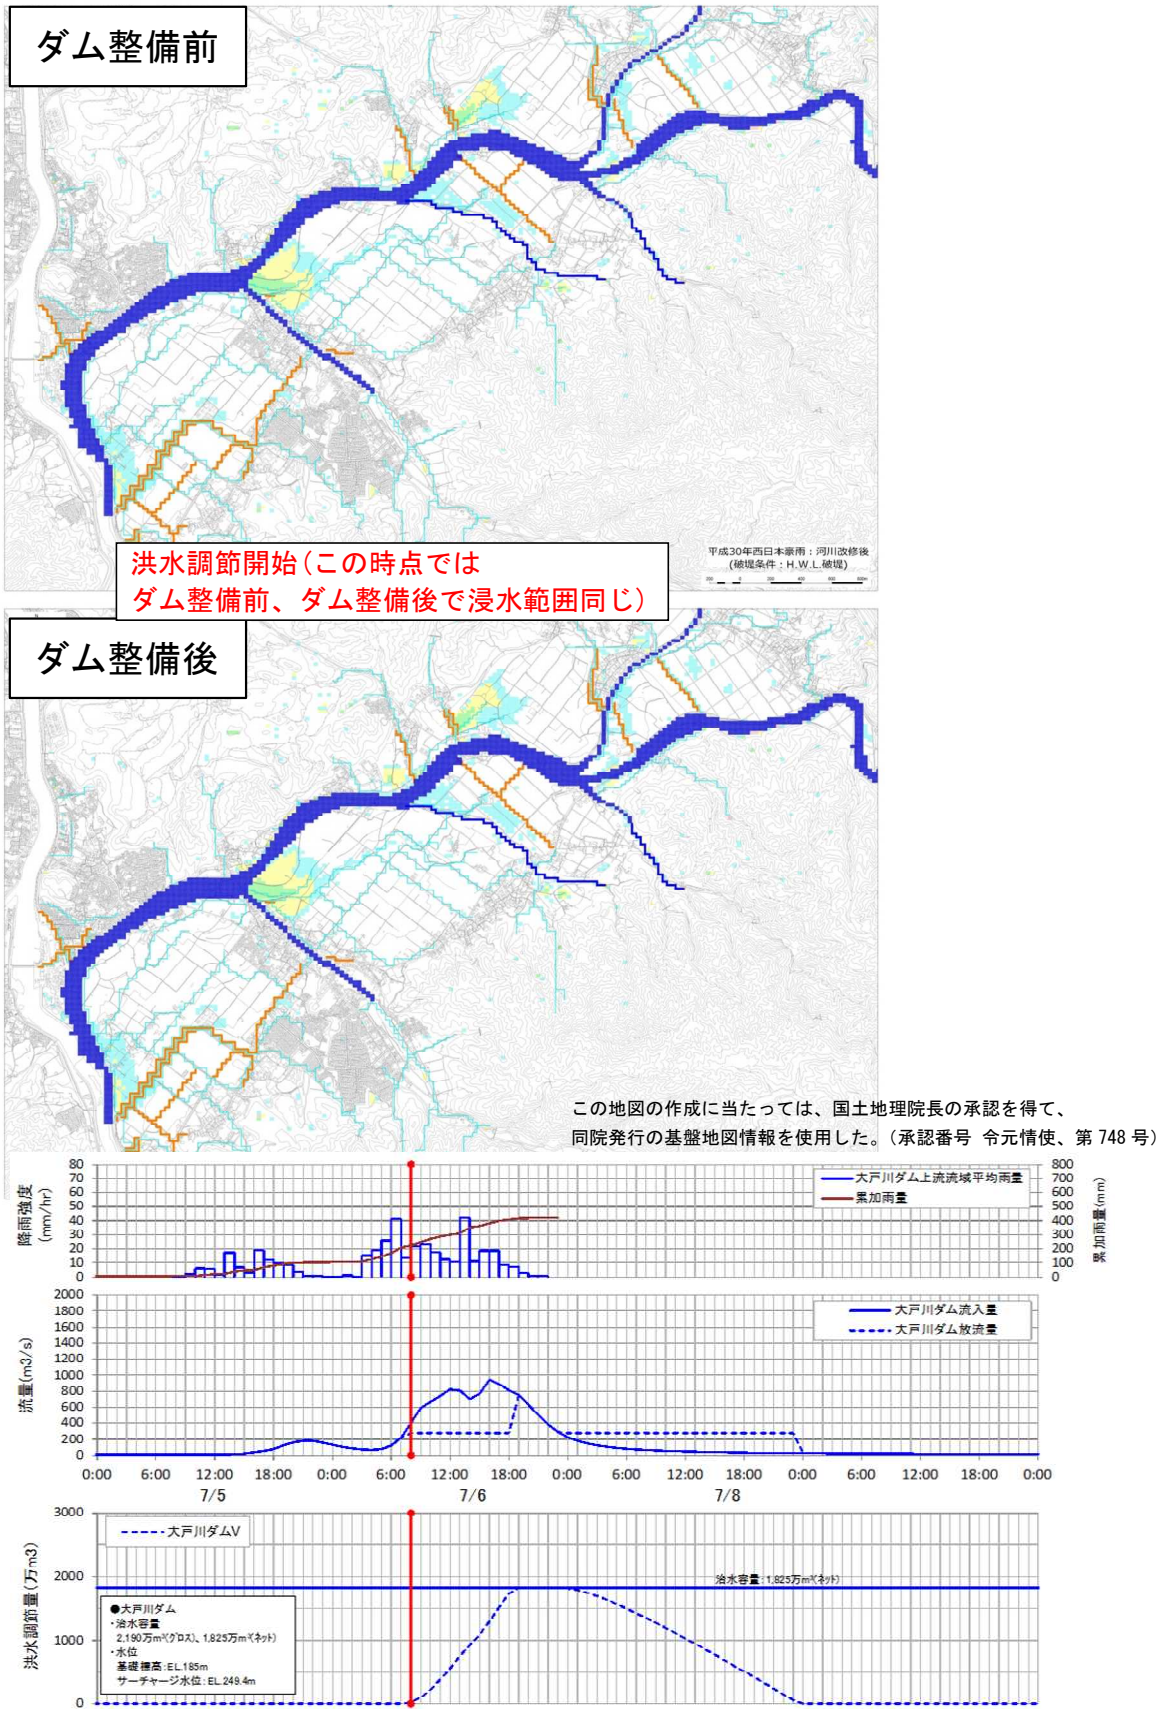 ダム整備前
平成30年西日本豪雨：河川改修後
(破堤条件：H.W.L.破堤)
200 0 200 400 600 800m
洪水調節開始（この時点では
ダム整備前、ダム整備後で浸水範囲同じ）
ダム整備後
この地図の作成に当たっては、国土地理院長の承認を得て、
同院発行の基盤地図情報を使用した。（承認番号 令元情使、第 748 号）
降雨強度
(mm/hr)
80
70
60
50
40
30
20
10
0
大戸川ダム上流流域平均雨量
累加雨量
800
700
600
500
400
300
200
100
0
累加雨量(mm)
流量(m3/s)
2000
1800
1600
1400
1200
1000
800
600
400
200
0
大戸川ダム流入量
大戸川ダム放流量
0:00 6:00 12:00 18:00 0:00 6:00 12:00 18:00 0:00 6:00 12:00 18:00 0:00 6:00 12:00 18:00 0:00
7/5 7/6 7/8
洪水調節量(万m3)
3000
2000
1000
0
大戸川ダムV
治水容量：1,825万m³(ネット)
●大戸川ダム
・治水容量
2,190万m³(グロス)、1,825万m³(ネット)
・水位
基礎標高：EL.185m
サーチャージ水位：EL.249.4m